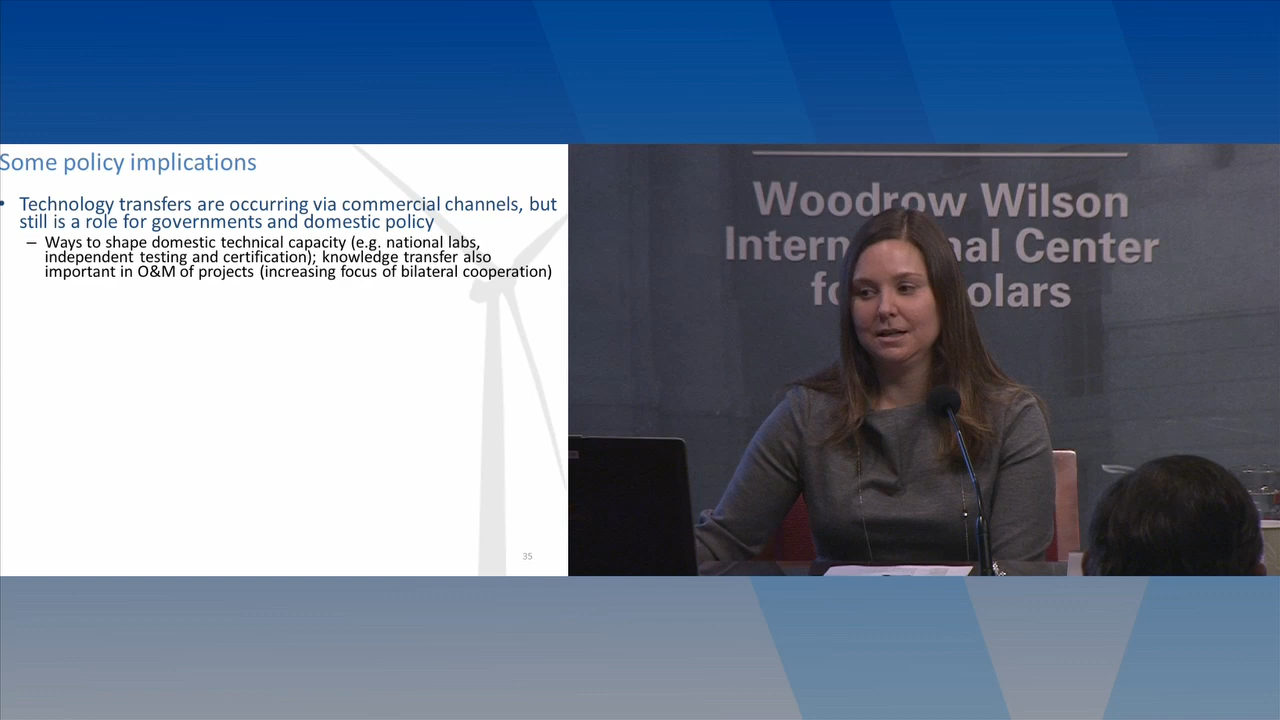 Some policy implications
• Technology transfers are occurring via commercial channels, but
still is a role for governments and domestic policy
– Ways to shape domestic technical capacity (e.g. national labs,
independent testing and certification); knowledge transfer also
important in O&M of projects (increasing focus of bilateral cooperation)
35
Woodrow Wilson
Intern nal Center
fo olars